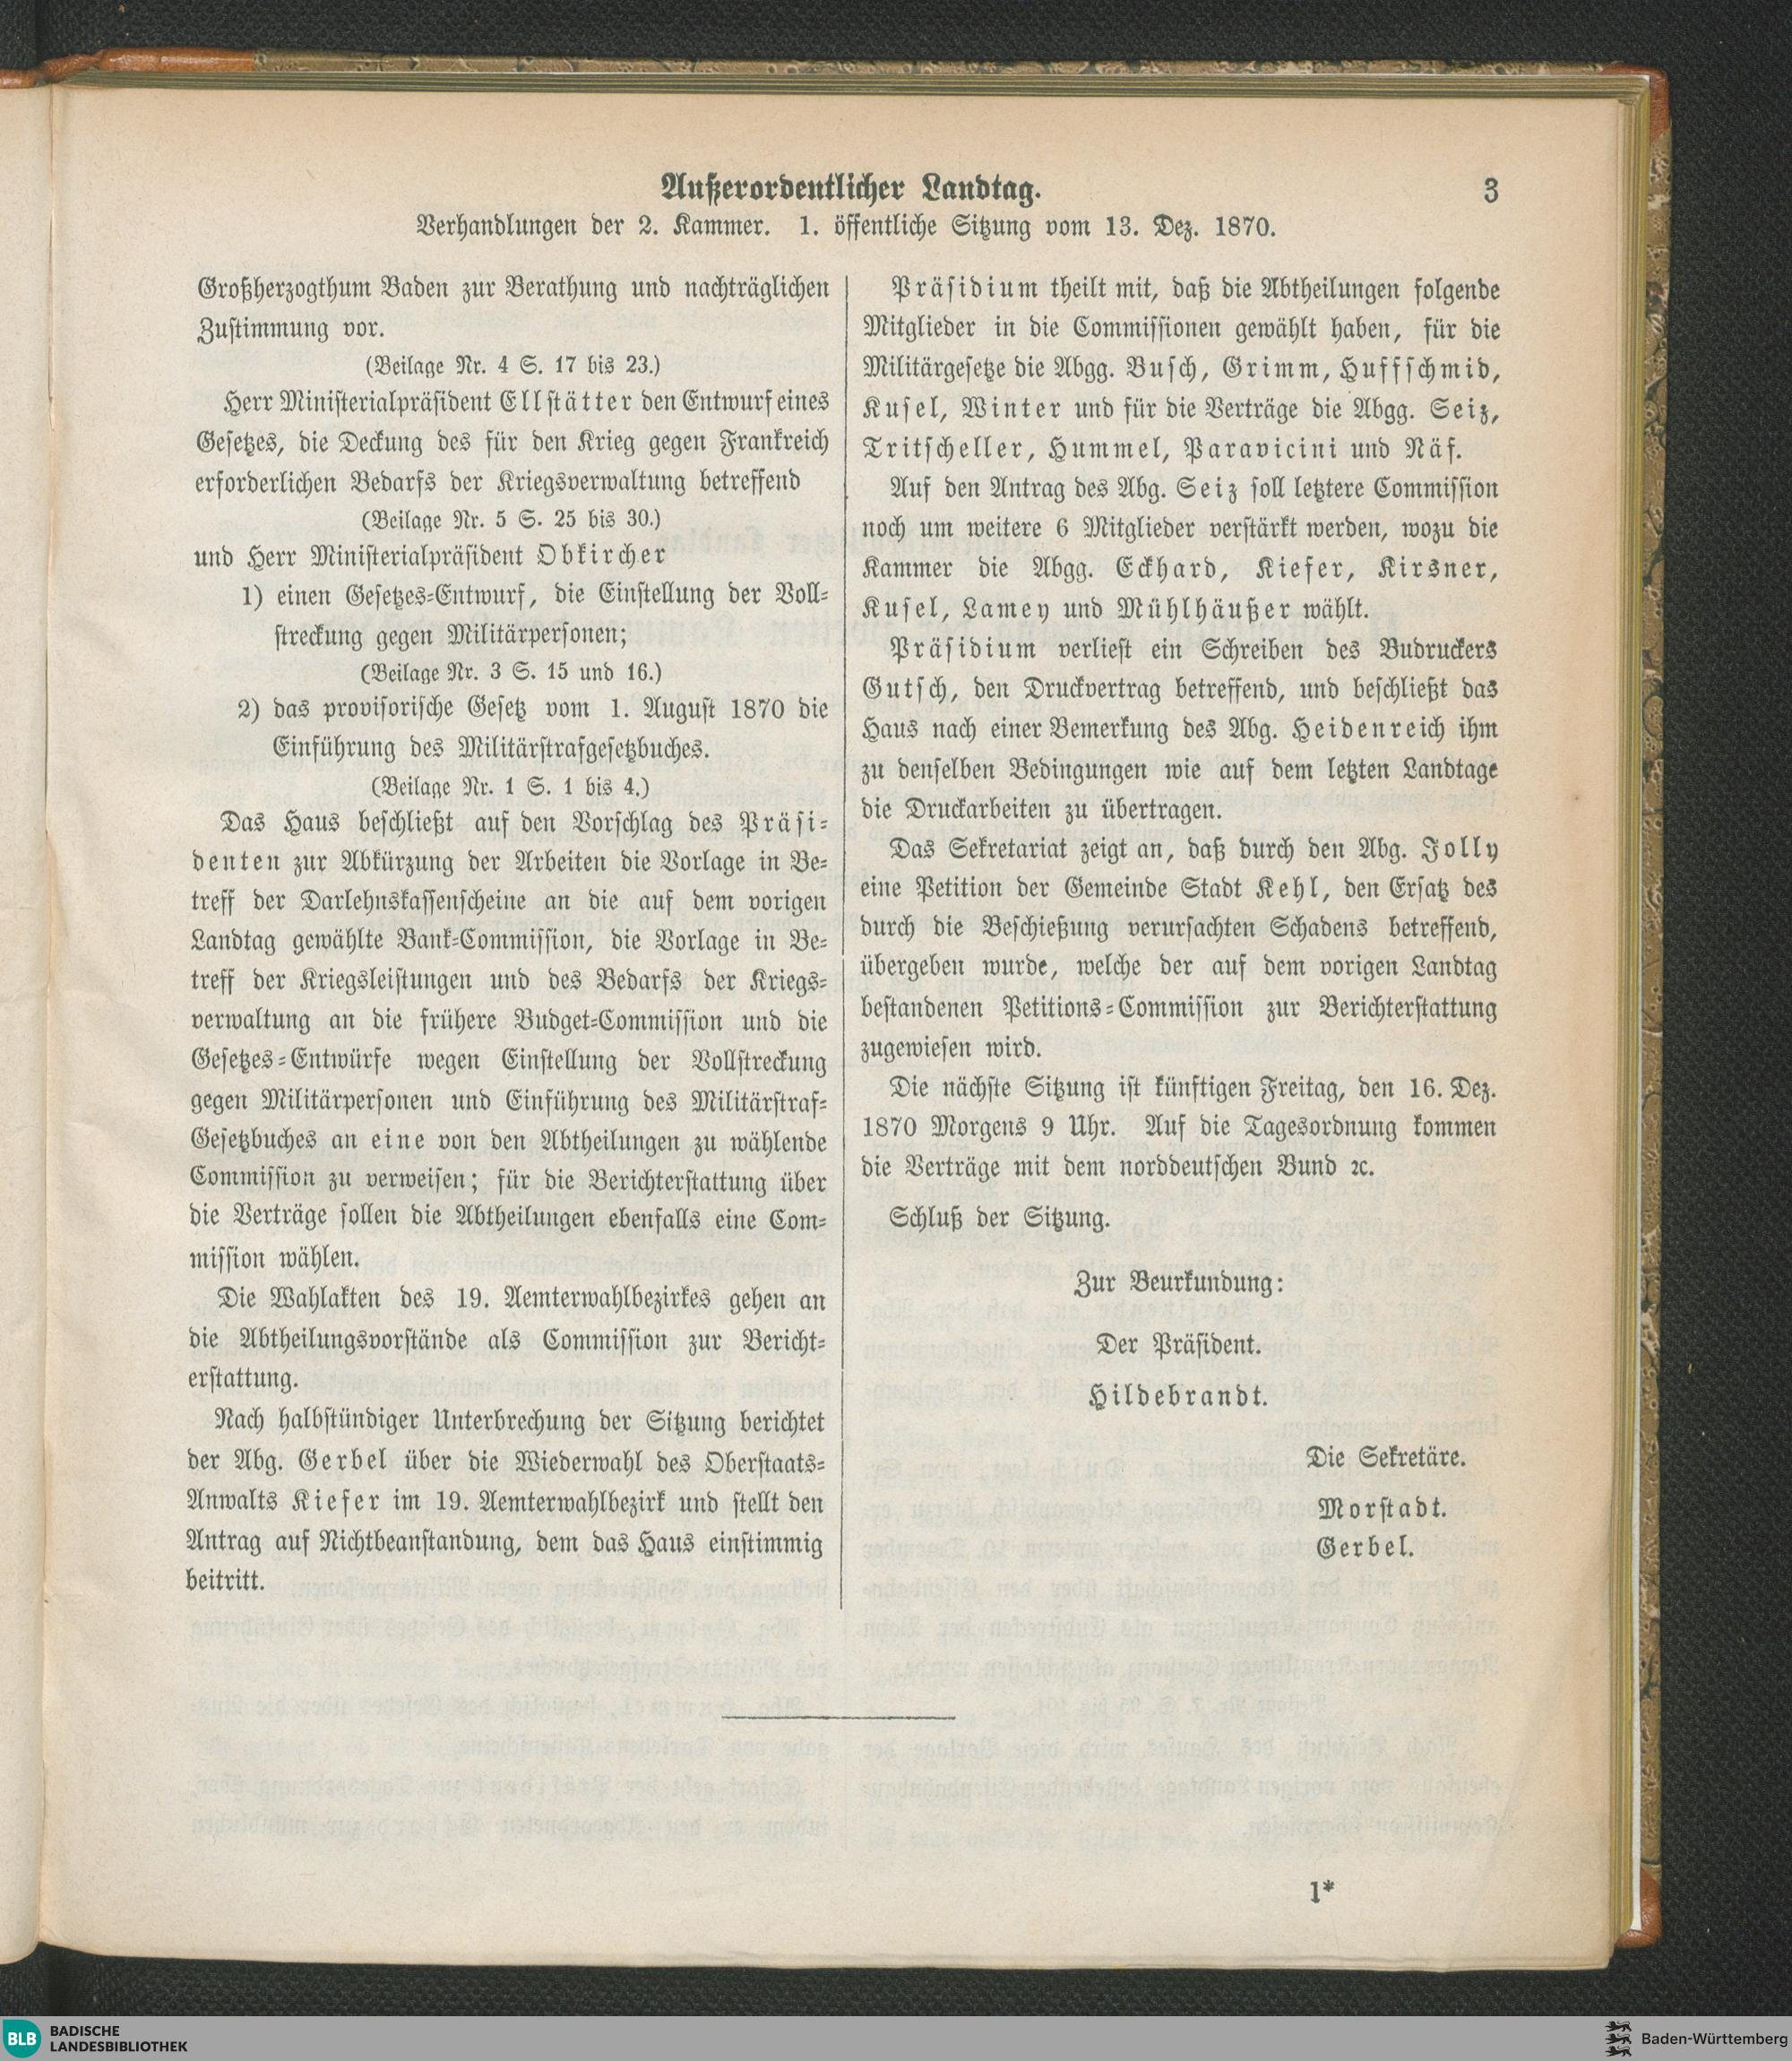 Außerordentlicher Landtag.
3
Verhandlungen der 2. Kammer. 1. öffentliche Sitzung vom 13. Dez. 1870.
Großherzogthum Baden zur Berathung und nachträglichen
Zustimmung vor.
(Beilage Nr. 4 S. 17 bis 23.)
Herr Ministerialpräsident Ellstätter den Entwurf eines
Gesetzes, die Deckung des für den Krieg gegen Frankreich
erforderlichen Bedarfs der Kriegsverwaltung betreffend
(Beilage Nr. 5 S. 25 bis 30.)
und Herr Ministerialpräsident Obkircher
1) einen Gesetzes-Entwurf, die Einstellung der Voll-
streckung gegen Militärpersonen;
(Beilage Nr. 3 S. 15 und 16.)
2) das provisorische Gesetz vom 1. August 1870 die
Einführung des Militärstrafgesetzbuches.
(Beilage Nr. 1 S. 1 bis 4.)
Das Haus beschließt auf den Vorschlag des Präsi-
denten zur Abkürzung der Arbeiten die Vorlage in Be-
treff der Darlehnskassenscheine an die auf dem vorigen
Landtag gewählte Bank-Commission, die Vorlage in Be-
treff der Kriegsleistungen und des Bedarfs der Kriegs-
verwaltung an die frühere Budget-Commission und die
Gesetzes-Entwürfe wegen Einstellung der Vollstreckung
gegen Militärpersonen und Einführung des Militärstraf-
Gesetzbuches an eine von den Abtheilungen zu wählende
Commission zu verweisen; für die Berichterstattung über
die Verträge sollen die Abtheilungen ebenfalls eine Com-
mission wählen.
Die Wahlakten des 19. Aemterwahlbezirkes gehen an
die Abtheilungsvorstände als Commission zur Bericht-
erstattung.
Nach halbstündiger Unterbrechung der Sitzung berichtet
der Abg. Gerbel über die Wiederwahl des Oberstaats-
Anwalts Kiefer im 19. Aemterwahlbezirk und stellt den
Antrag auf Nichtbeanstandung, dem das Haus einstimmig
beitritt.
Präsidium theilt mit, daß die Abtheilungen folgende
Mitglieder in die Commissionen gewählt haben, für die
Militärgesetze die Abgg. Busch, Grimm, Huffschmid,
Kusel, Winter und für die Verträge die Abgg. Seiz,
Tritscheller, Hummel, Paravicini und Näf.
Auf den Antrag des Abg. Seiz soll letztere Commission
noch um weitere 6 Mitglieder verstärkt werden, wozu die
Kammer die Abgg. Eckhard, Kiefer, Kirsner,
Kusel, Lamey und Mühlhäußer wählt.
Präsidium verliest ein Schreiben des Budruckers
Gutsch, den Druckvertrag betreffend, und beschließt das
Haus nach einer Bemerkung des Abg. Heidenreich ihm
zu denselben Bedingungen wie auf dem letzten Landtage
die Druckarbeiten zu übertragen.
Das Sekretariat zeigt an, daß durch den Abg. Jolly
eine Petition der Gemeinde Stadt Kehl, den Ersatz des
durch die Beschießung verursachten Schadens betreffend,
übergeben wurde, welche der auf dem vorigen Landtag
bestandenen Petitions-Commission zur Berichterstattung
zugewiesen wird.
Die nächste Sitzung ist künftigen Freitag, den 16. Dez.
1870 Morgens 9 Uhr. Auf die Tagesordnung kommen
die Verträge mit dem norddeutschen Bund ꝛc.
Schluß der Sitzung.
Zur Beurkundung:
Der Präsident.
Hildebrandt.
Die Sekretäre.
Morstadt.
Gerbel.
1*
BLB BADISCHE
LANDESBIBLIOTHEK
Baden-Württemberg